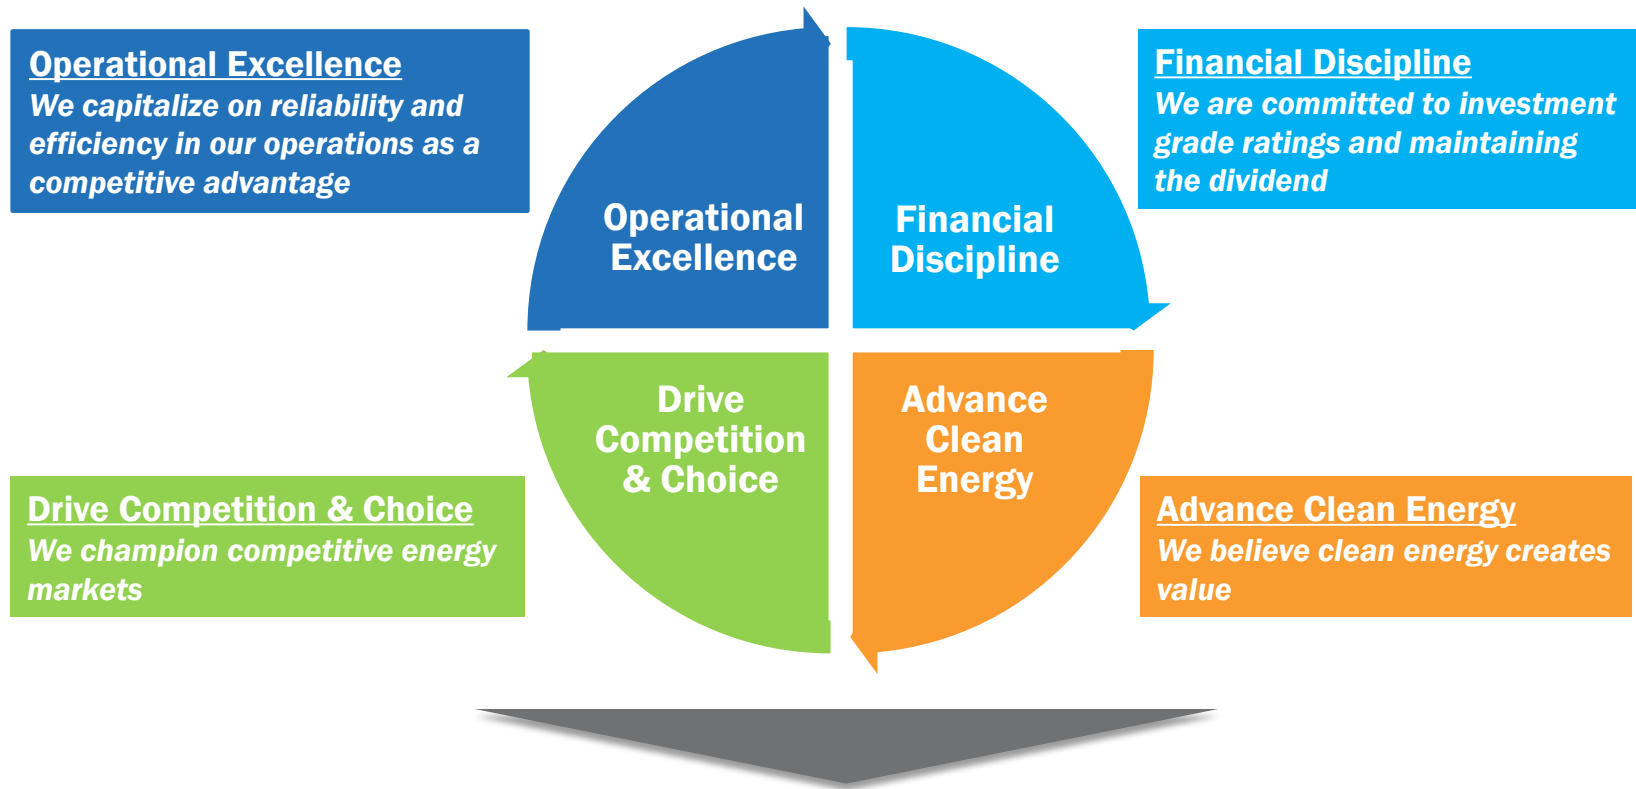 Operational Excellence
We capitalize on reliability and
efficiency in our operations as a
competitive advantage
Financial Discipline
We are committed to investment
grade ratings and maintaining
the dividend
Operational
Excellence
Financial
Discipline
Drive
Competition
& Choice
Advance
Clean
Energy
Drive Competition & Choice
We champion competitive energy
markets
Advance Clean Energy
We believe clean energy creates
value